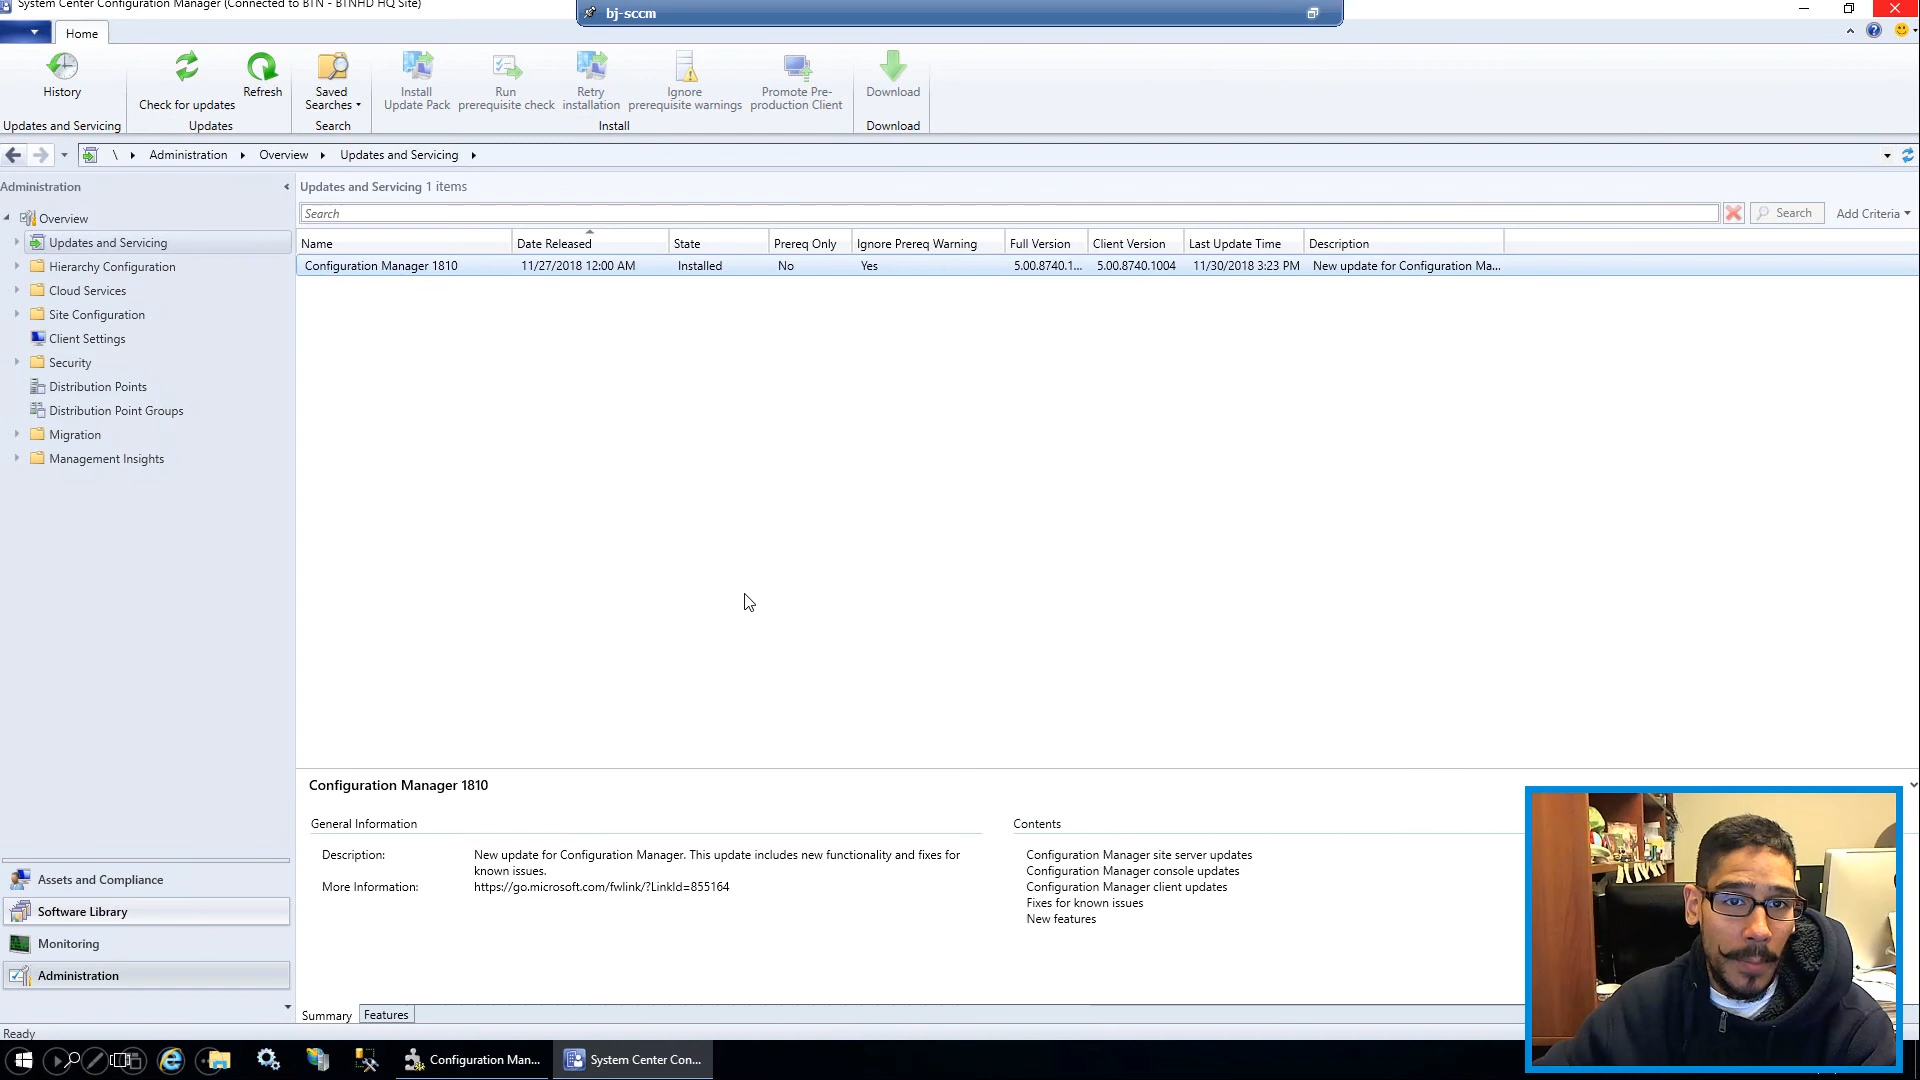 System Center Configuration Manager (Connected to BTN - BTNHD HQ Site)
bj-sccm
Home
History
Check for updates
Refresh
Saved Searches
Install Update Pack
Run prerequisite check
Retry installation
Ignore prerequisite warnings
Promote Pre-production Client
Download
Updates and Servicing
Updates
Search
Install
Download
\ Administration Overview Updates and Servicing
Administration
Overview
Updates and Servicing
Hierarchy Configuration
Cloud Services
Site Configuration
Client Settings
Security
Distribution Points
Distribution Point Groups
Migration
Management Insights
Assets and Compliance
Software Library
Monitoring
Administration
Updates and Servicing 1 items
Search
Search
Add Criteria
Name Date Released State Prereq Only Ignore Prereq Warning Full Version Client Version Last Update Time Description
Configuration Manager 1810 11/27/2018 12:00 AM Installed No Yes 5.00.8740.1... 5.00.8740.1004 11/30/2018 3:23 PM New update for Configuration Ma...
Configuration Manager 1810
General Information
Description: New update for Configuration Manager. This update includes new functionality and fixes for
known issues.
More Information: https://go.microsoft.com/fwlink/?LinkId=855164
Contents
Configuration Manager site server updates
Configuration Manager console updates
Configuration Manager client updates
Fixes for known issues
New features
Summary
Features
Ready
Configuration Man...
System Center Con...